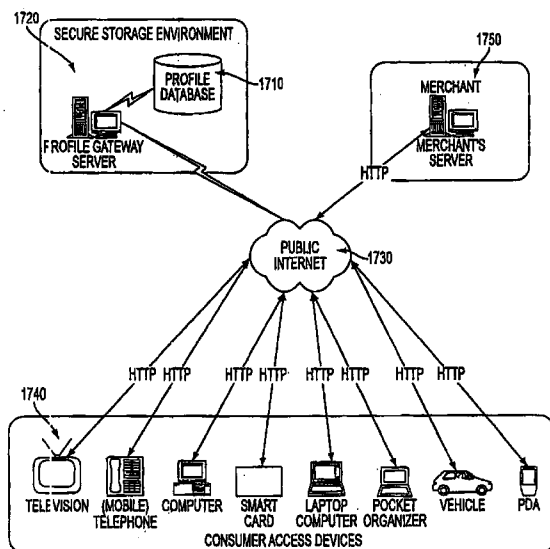 1720
SECURE STORAGE ENVIRONMENT
PROFILE
DATABASE
1710
PROFILE GATEWAY
SERVER
1750
MERCHANT
MERCHANT'S
SERVER
HTTP
PUBLIC
INTERNET
1730
HTTP HTTP HTTP HTTP HTTP HTTP HTTP HTTP
1740
TELEVISION
(MOBILE)
TELEPHONE
COMPUTER
SMART
CARD
LAPTOP
COMPUTER
POCKET
ORGANIZER
VEHICLE
PDA
CONSUMER ACCESS DEVICES